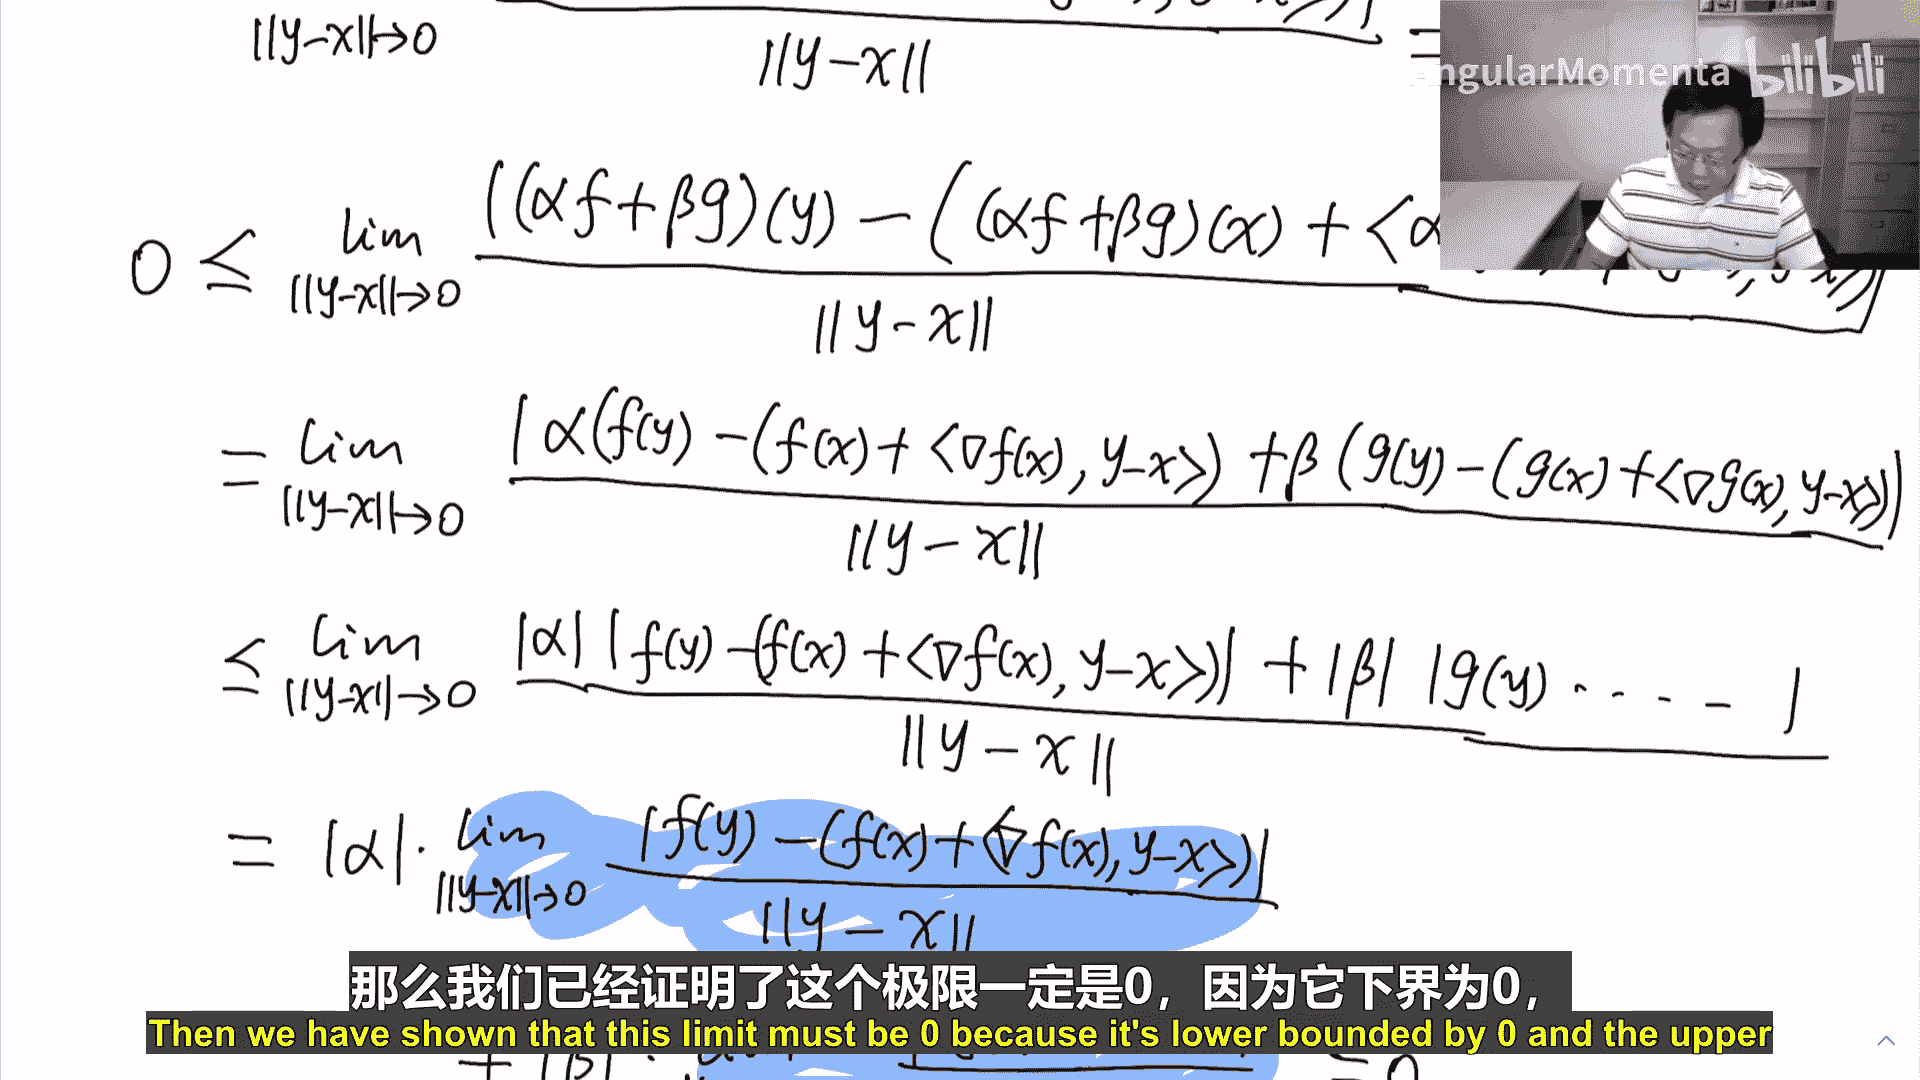 lim
||y-x||→0
||y-x||
=
ngularMomenta bilibili
0 ≤ lim |(αf+βg)(y) - ((αf+βg)(x) + <α
||y-x||→0
||y-x||
= lim |α(f(y) - (f(x) + <∇f(x), y-x>) + β(g(y) - (g(x) + <∇g(x), y-x>)|
||y-x||→0
||y-x||
≤ lim |α| |f(y) - (f(x) + <∇f(x), y-x>)| + |β| |g(y) ····- |
||y-x||→0
||y-x||
= |α| · lim |f(y) - (f(x) + <∇f(x), y-x>)|
||y-x||→0
||y-x||
那么我们已经证明了这个极限一定是0，因为它下界为0，
Then we have shown that this limit must be 0 because it's lower bounded by 0 and the upper
+ |β| ·
= 0